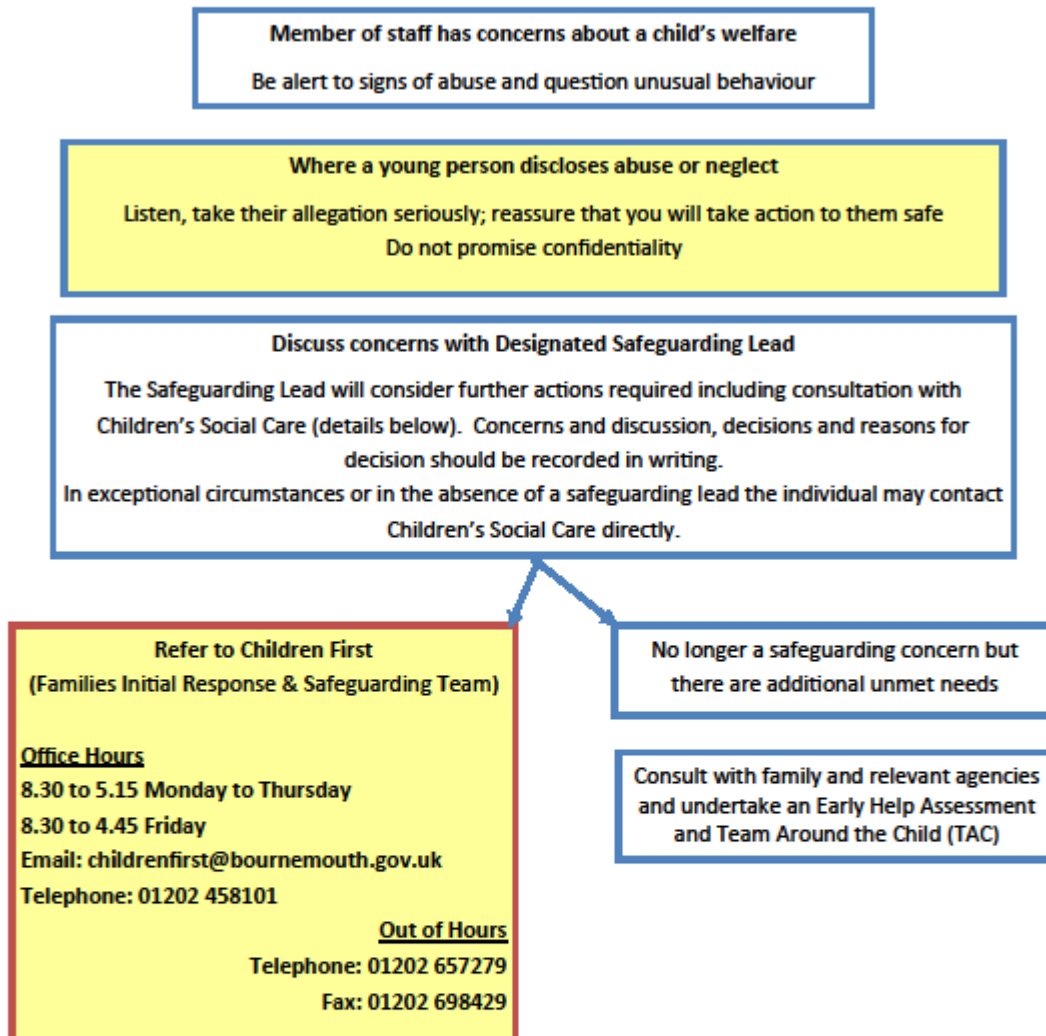 Member of staff has concerns about a child's welfare
Be alert to signs of abuse and question unusual behaviour
Where a young person discloses abuse or neglect
Listen, take their allegation seriously; reassure that you will take action to them safe
Do not promise confidentiality
Discuss concerns with Designated Safeguarding Lead
The Safeguarding Lead will consider further actions required including consultation with
Children's Social Care (details below).  Concerns and discussion, decisions and reasons for
decision should be recorded in writing.
In exceptional circumstances or in the absence of a safeguarding lead the individual may contact
Children's Social Care directly.
Refer to Children First
(Families Initial Response & Safeguarding Team)
Office Hours
8.30 to 5.15 Monday to Thursday
8.30 to 4.45 Friday
Email: childrenfirst@bournemouth.gov.uk
Telephone: 01202 458101
Out of Hours
Telephone: 01202 657279
Fax: 01202 698429
No longer a safeguarding concern but
there are additional unmet needs
Consult with family and relevant agencies
and undertake an Early Help Assessment
and Team Around the Child (TAC)